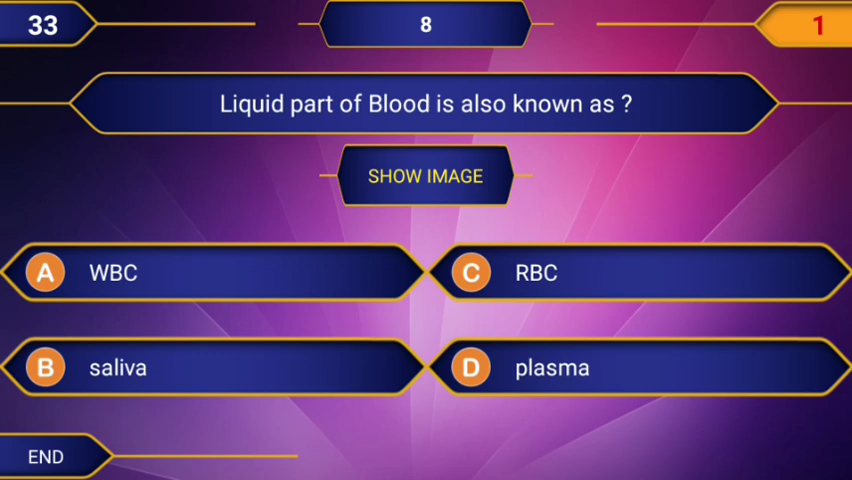 33
8
1
Liquid part of Blood is also known as ?
SHOW IMAGE
A WBC
C RBC
B saliva
D plasma
END